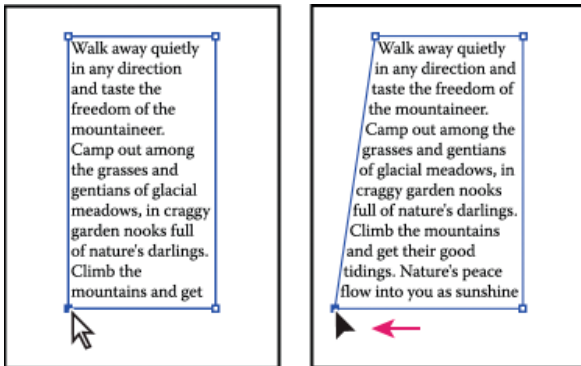 Walk away quietly
in any direction
and taste the
freedom of the
mountaineer.
Camp out among
the grasses and
gentians of glacial
meadows, in craggy
garden nooks full
of nature's darlings.
Climb the
mountains and get
Walk away quietly
in any direction and
taste the freedom of
the mountaineer.
Camp out among the
grasses and gentians
of glacial meadows, in
craggy garden nooks
full of nature's darlings.
Climb the mountains
and get their good
tidings. Nature's peace
flow into you as sunshine